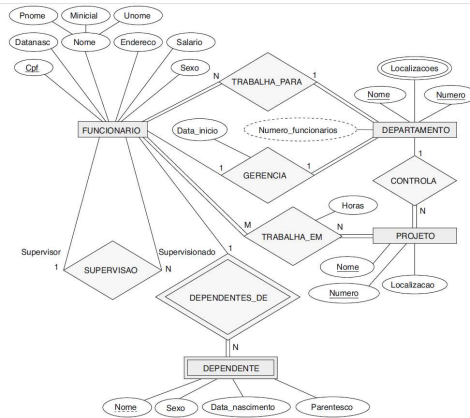 Pnome Minicial Unome
Datanasc Nome Endereco Salario
Localizacoes
Cpf Sexo
N TRABALHA_PARA 1
Nome Numero
Data_inicio Numero_funcionarios
FUNCIONARIO DEPARTAMENTO
1 GERENCIA 1 1
CONTROLA
Horas
M TRABALHA_EM N N
PROJETO
Supervisor Supervisionado 1
1 SUPERVISAO N
Nome
Numero Localizacao
DEPENDENTES_DE
N
DEPENDENTE
Nome Sexo Data_nascimento Parentesco